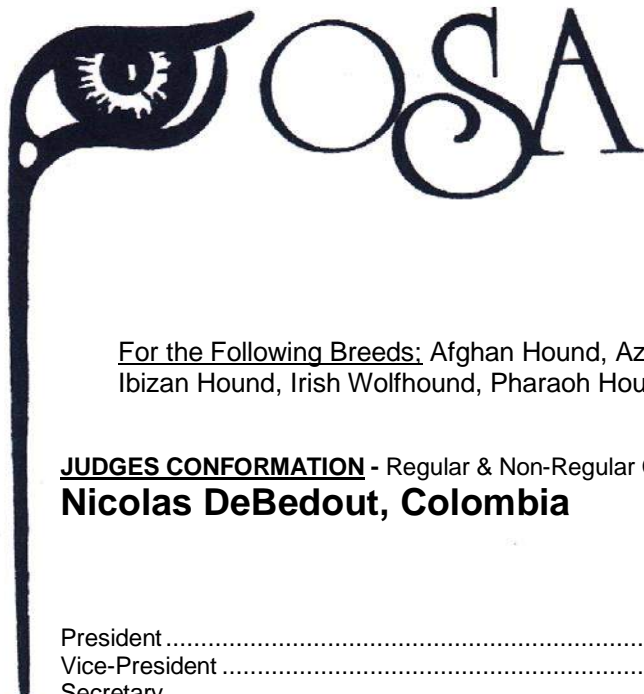 OSA
For the Following Breeds; Afghan Hound, Az
Ibizan Hound, Irish Wolfhound, Pharaoh Hou
JUDGES CONFORMATION - Regular & Non-Regular
Nicolas DeBedout, Colombia
President ........................................................................
Vice-President ................................................................
Secretary